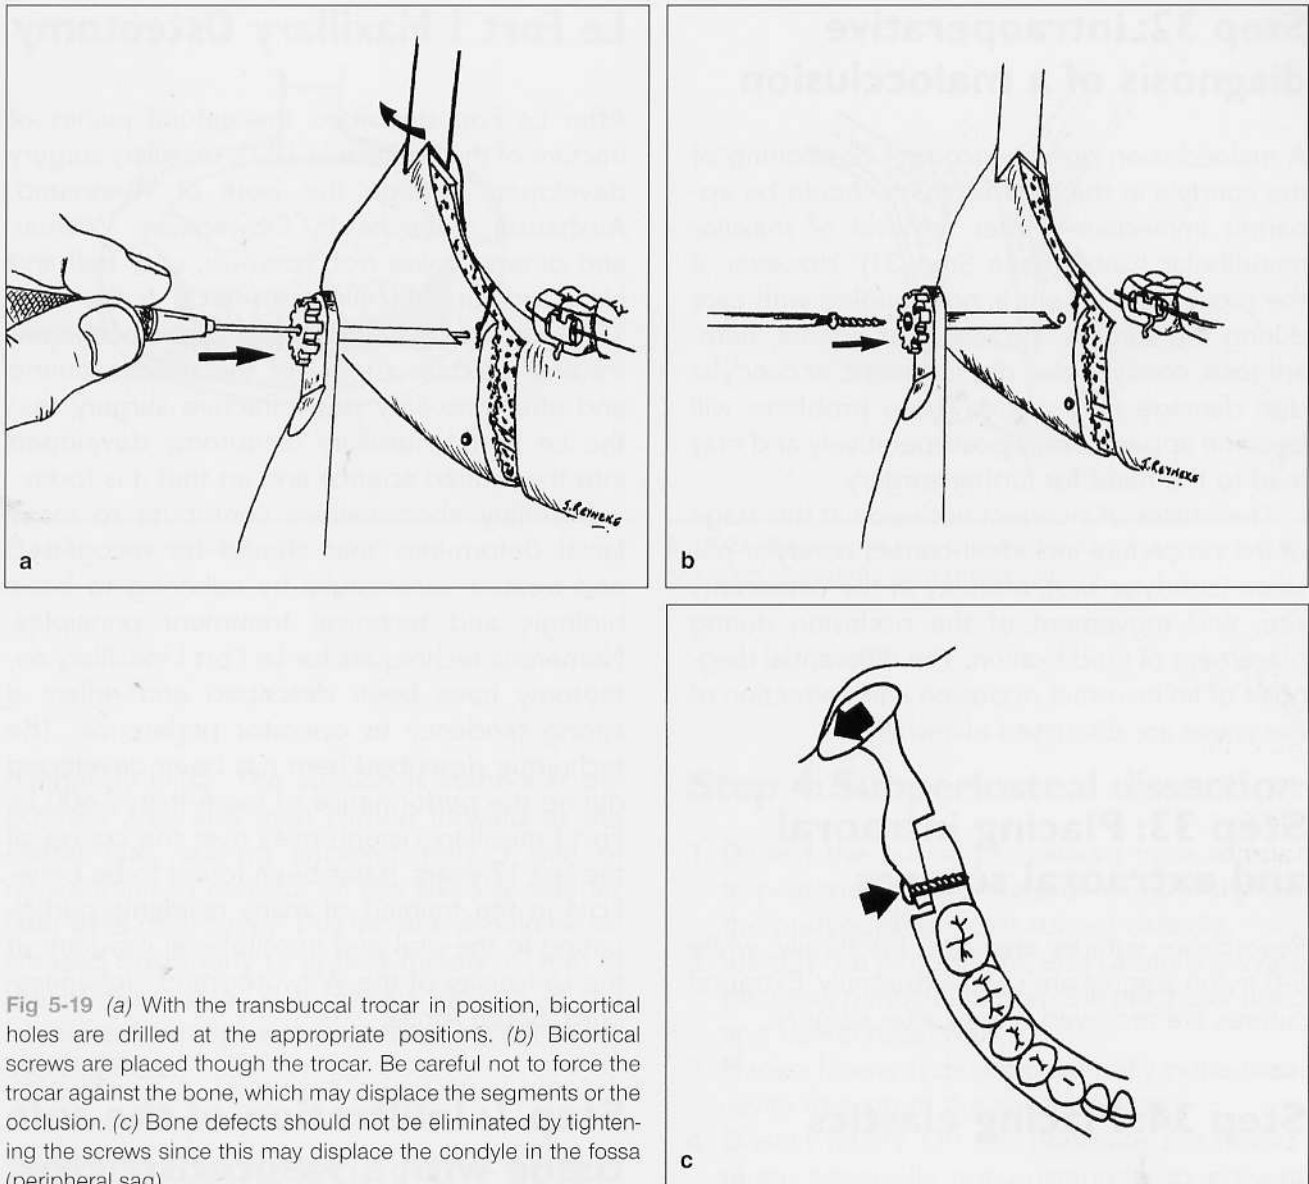 J. REYNEKE
a
J. REYNEKE
b
Fig 5-19 (a) With the transbuccal trocar in position, bicortical
holes are drilled at the appropriate positions. (b) Bicortical
screws are placed though the trocar. Be careful not to force the
trocar against the bone, which may displace the segments or the
occlusion. (c) Bone defects should not be eliminated by tighten-
ing the screws since this may displace the condyle in the fossa
(peripheral sag).
c